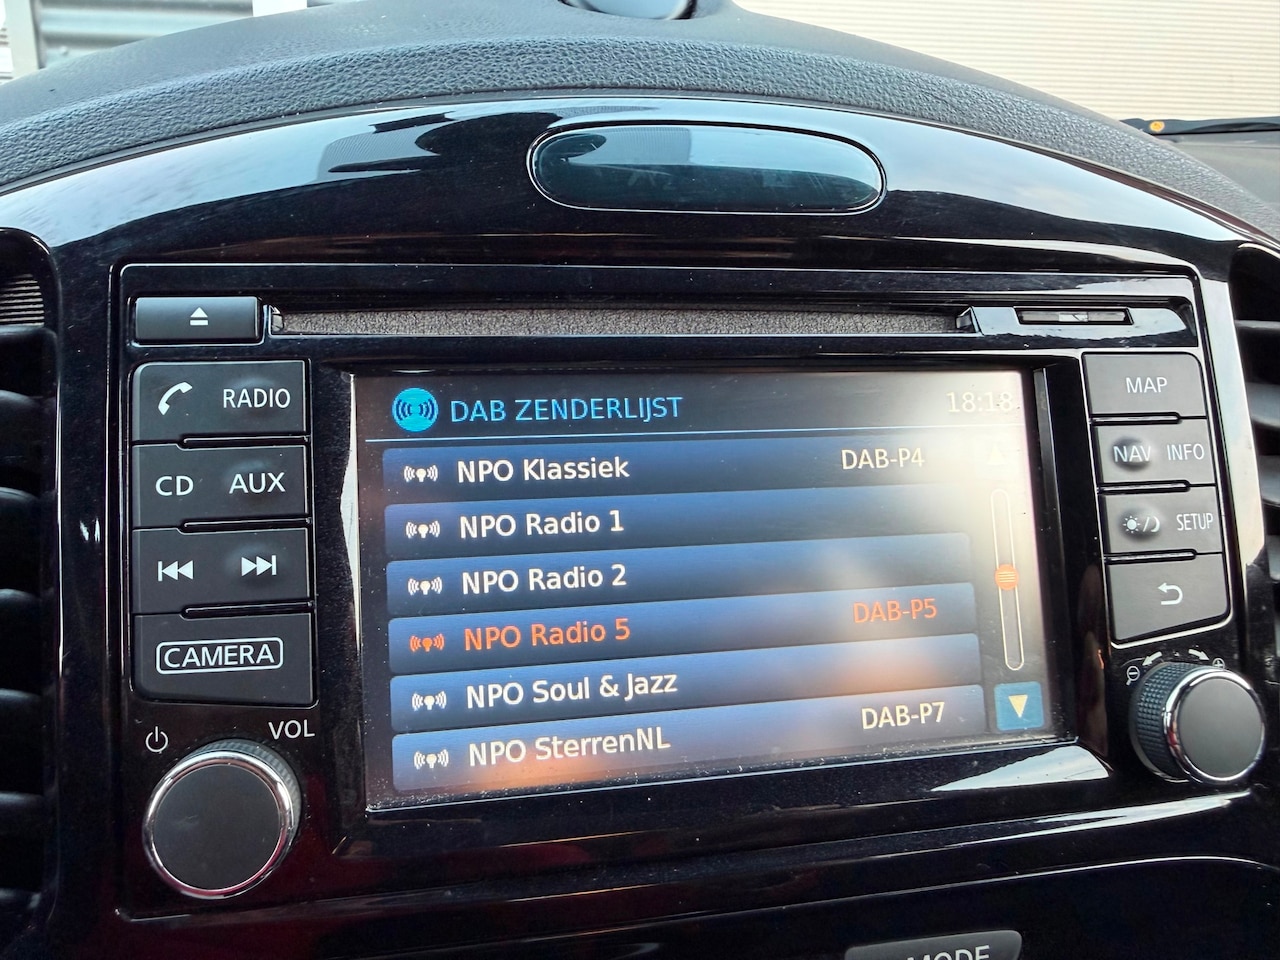 RADIO
CD AUX
CAMERA
VOL
DAB ZENDERLIJST 18:18
NPO Klassiek DAB-P4
NPO Radio 1
NPO Radio 2
NPO Radio 5 DAB-P5
NPO Soul & Jazz
NPO SterrenNL DAB-P7
MAP
NAV INFO
SETUP
MODE